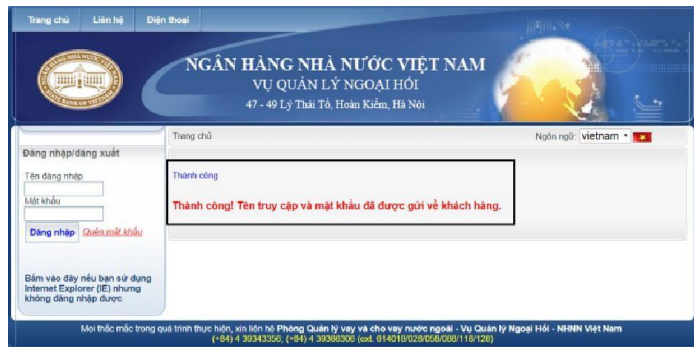 Trang chủ Liên hệ Điện thoại
NGÂN HÀNG NHÀ NƯỚC VIỆT NAM
VỤ QUẢN LÝ NGOẠI HỐI
47 - 49 Lý Thái Tổ, Hoàn Kiếm, Hà Nội
Trang chủ
Ngôn ngữ: vietnam
Đăng nhập/đăng xuất
Tên đăng nhập
Mật khẩu
Đăng nhập Quên mật khẩu
Bấm vào đây nếu bạn sử dụng
Internet Explorer (IE) nhưng
không đăng nhập được
Thành công
Thành công! Tên truy cập và mật khẩu đã được gửi về khách hàng.
Mọi thắc mắc trong quá trình thực hiện, xin liên hệ Phòng Quản lý vay và cho vay nước ngoài - Vụ Quản lý Ngoại Hối - NHNN Việt Nam
(+84) 4 39343356, (+84) 4 39366306 (ext. 614018/028/058/088/118/128)